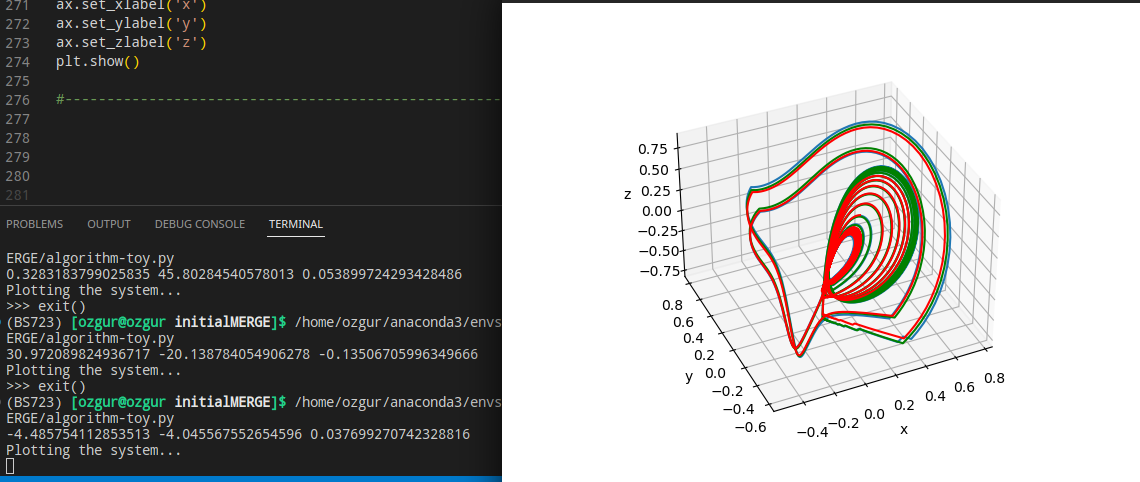 271 ax.set_xlabel('x')
272 ax.set_ylabel('y')
273 ax.set_zlabel('z')
274 plt.show()
275
276 #----------------------------------------------------
277
278
279
280
281
PROBLEMS OUTPUT DEBUG CONSOLE TERMINAL
ERGE/algorithm-toy.py
0.3283183799025835 45.80284540578013 0.053899724293428486
Plotting the system...
>>> exit()
(BS723) [ozgur@ozgur initialMERGE]$ /home/ozgur/anaconda3/envs
ERGE/algorithm-toy.py
30.972089824936717 -20.138784054906278 -0.13506705996349666
Plotting the system...
>>> exit()
(BS723) [ozgur@ozgur initialMERGE]$ /home/ozgur/anaconda3/envs
ERGE/algorithm-toy.py
-4.485754112853513 -4.045567552654596 0.037699270742328816
Plotting the system...
0.75
0.50
0.25
0.00
−0.25
−0.50
−0.75
z
0.8
0.6
0.4
0.2
0.0
−0.2
−0.4
−0.6
y
−0.4
−0.2
0.0
0.2
0.4
0.6
0.8
x